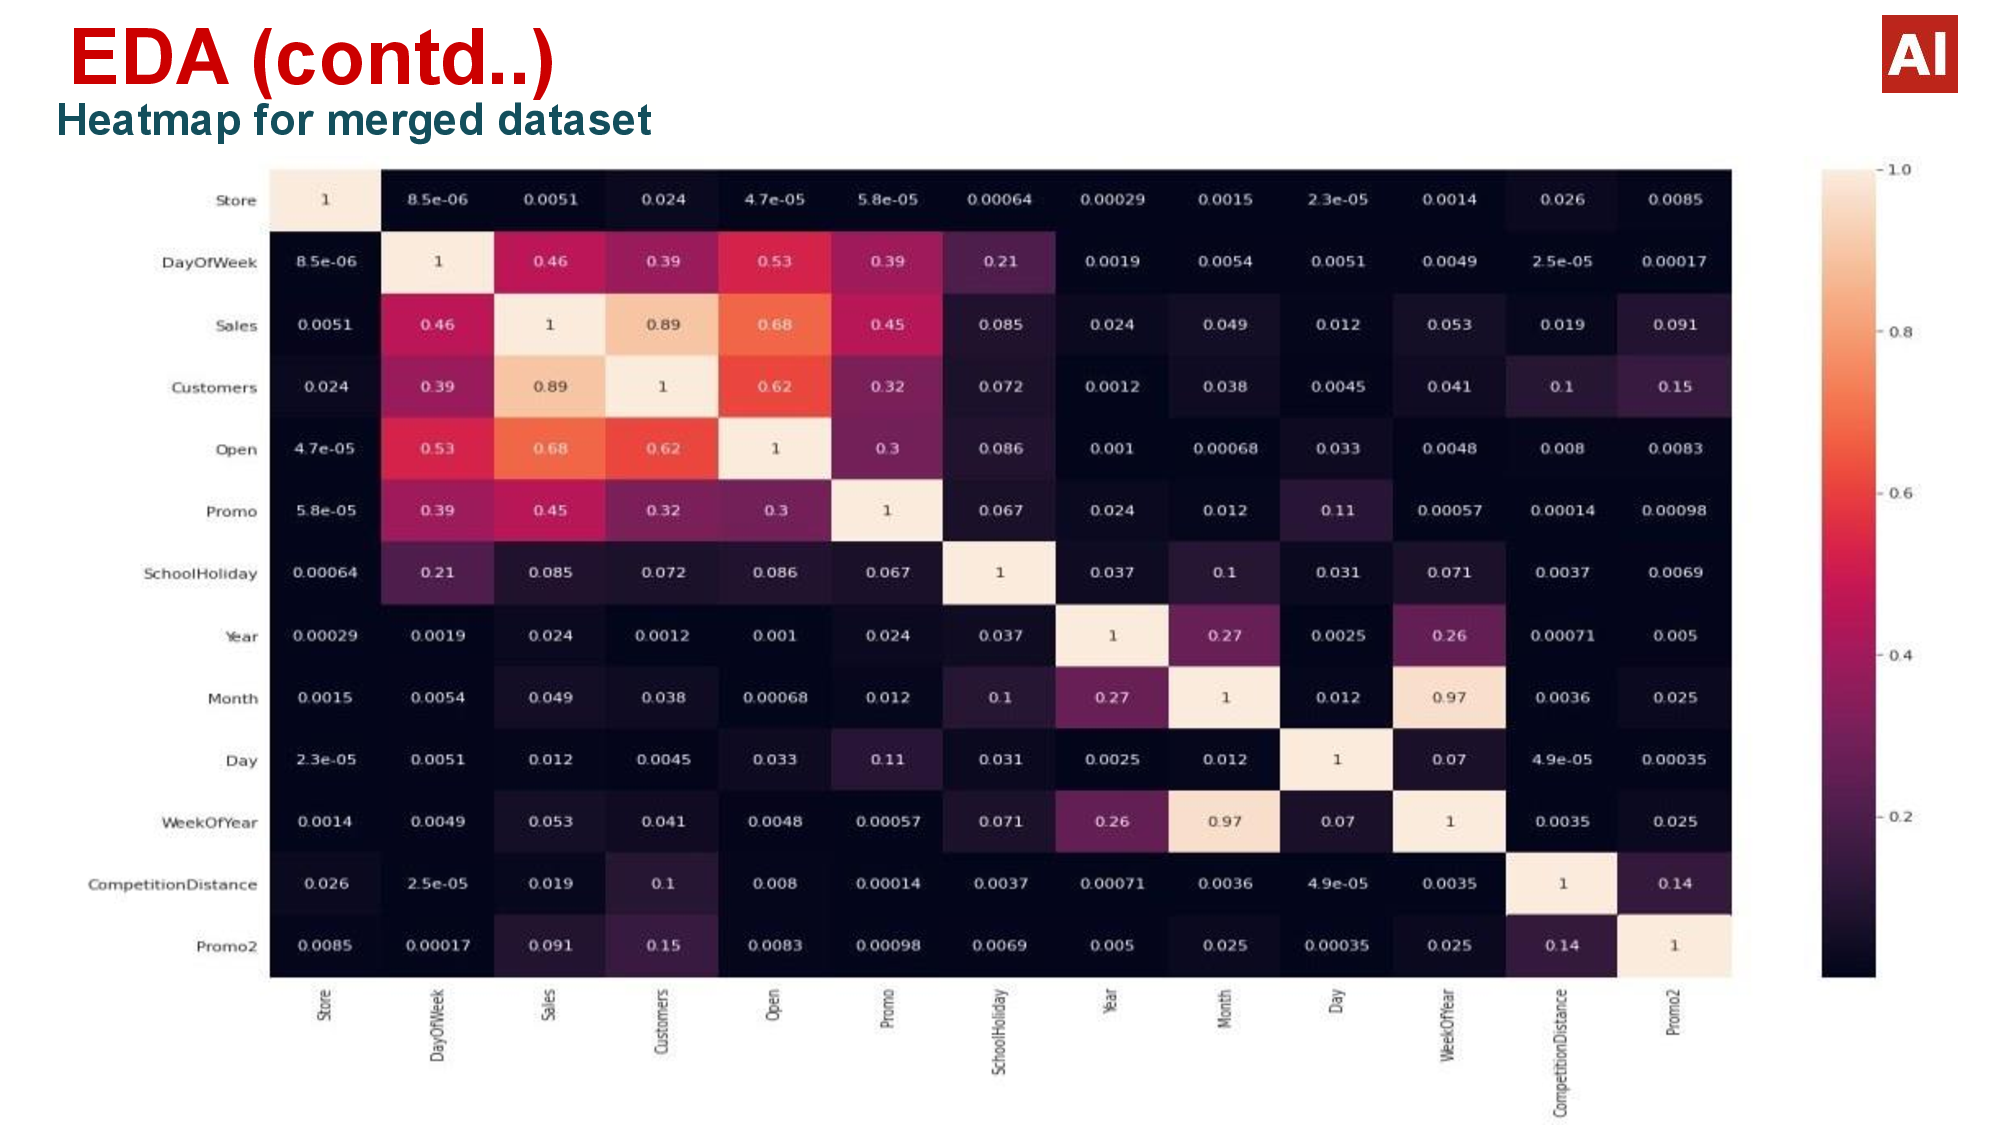 EDA (contd..)
AI
Heatmap for merged dataset
Store 1 8.5e-06 0.0051 0.024 4.7e-05 5.8e-05 0.00064 0.00029 0.0015 2.3e-05 0.0014 0.026 0.0085
DayOfWeek 8.5e-06 1 0.46 0.39 0.53 0.39 0.21 0.0019 0.0054 0.0051 0.0049 2.5e-05 0.00017
Sales 0.0051 0.46 1 0.89 0.68 0.45 0.085 0.024 0.049 0.012 0.053 0.019 0.091
Customers 0.024 0.39 0.89 1 0.62 0.32 0.072 0.0012 0.038 0.0045 0.041 0.1 0.15
Open 4.7e-05 0.53 0.68 0.62 1 0.3 0.086 0.001 0.00068 0.033 0.0048 0.008 0.0083
Promo 5.8e-05 0.39 0.45 0.32 0.3 1 0.067 0.024 0.012 0.11 0.00057 0.00014 0.00098
SchoolHoliday 0.00064 0.21 0.085 0.072 0.086 0.067 1 0.037 0.1 0.031 0.071 0.0037 0.0069
Year 0.00029 0.0019 0.024 0.0012 0.001 0.024 0.037 1 0.27 0.0025 0.26 0.00071 0.005
Month 0.0015 0.0054 0.049 0.038 0.00068 0.012 0.1 0.27 1 0.012 0.97 0.0036 0.025
Day 2.3e-05 0.0051 0.012 0.0045 0.033 0.11 0.031 0.0025 0.012 1 0.07 4.9e-05 0.00035
WeekOfYear 0.0014 0.0049 0.053 0.041 0.0048 0.00057 0.071 0.26 0.97 0.07 1 0.0035 0.025
CompetitionDistance 0.026 2.5e-05 0.019 0.1 0.008 0.00014 0.0037 0.00071 0.0036 4.9e-05 0.0035 1 0.14
Promo2 0.0085 0.00017 0.091 0.15 0.0083 0.00098 0.0069 0.005 0.025 0.00035 0.025 0.14 1
Store DayOfWeek Sales Customers Open Promo SchoolHoliday Year Month Day WeekOfYear CompetitionDistance Promo2
1.0
0.8
0.6
0.4
0.2